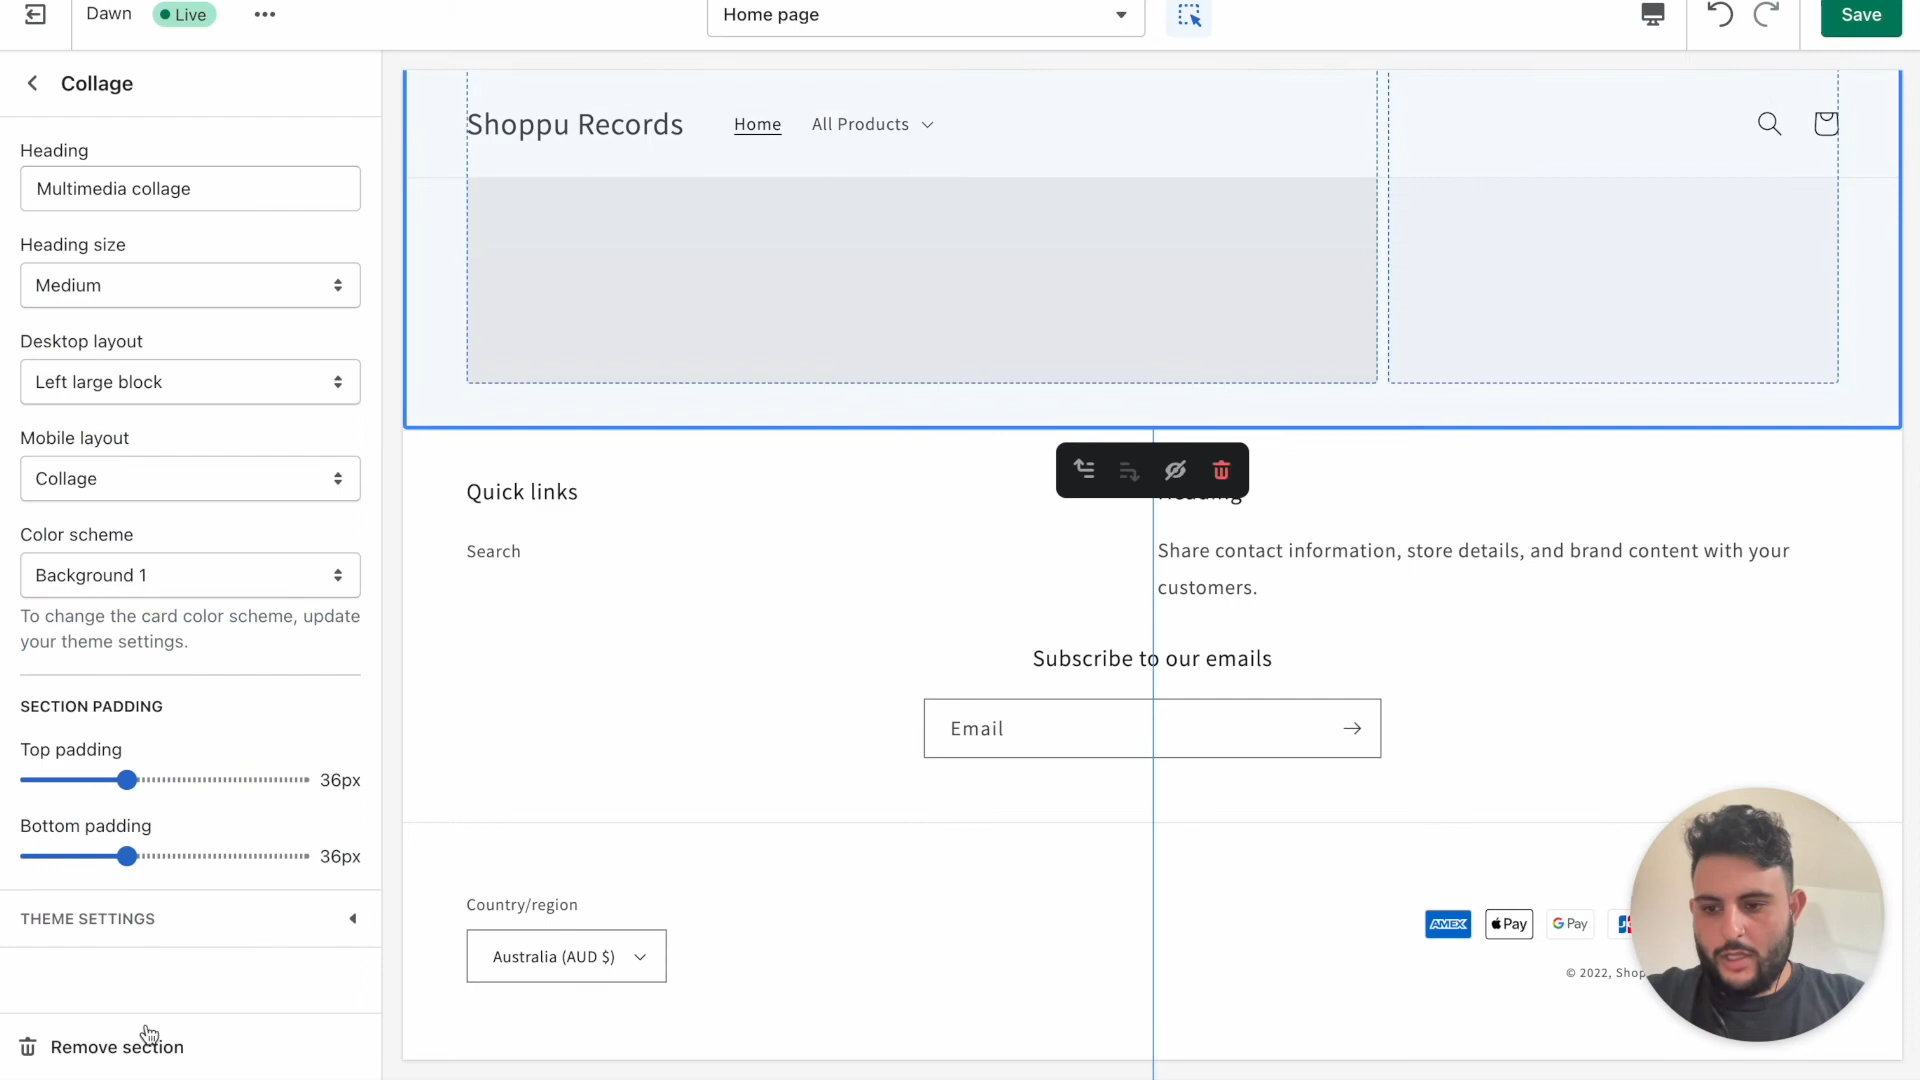 Dawn
Live
Home page
Save
Collage
Heading
Multimedia collage
Heading size
Medium
Desktop layout
Left large block
Mobile layout
Collage
Color scheme
Background 1
To change the card color scheme, update
your theme settings.
SECTION PADDING
Top padding
36px
Bottom padding
36px
THEME SETTINGS
Remove section
Shoppu Records
Home
All Products
Quick links
Heading
Search
Share contact information, store details, and brand content with your
customers.
Subscribe to our emails
Email
Country/region
Australia (AUD $)
AMEX
Pay
G Pay
© 2022, Shop